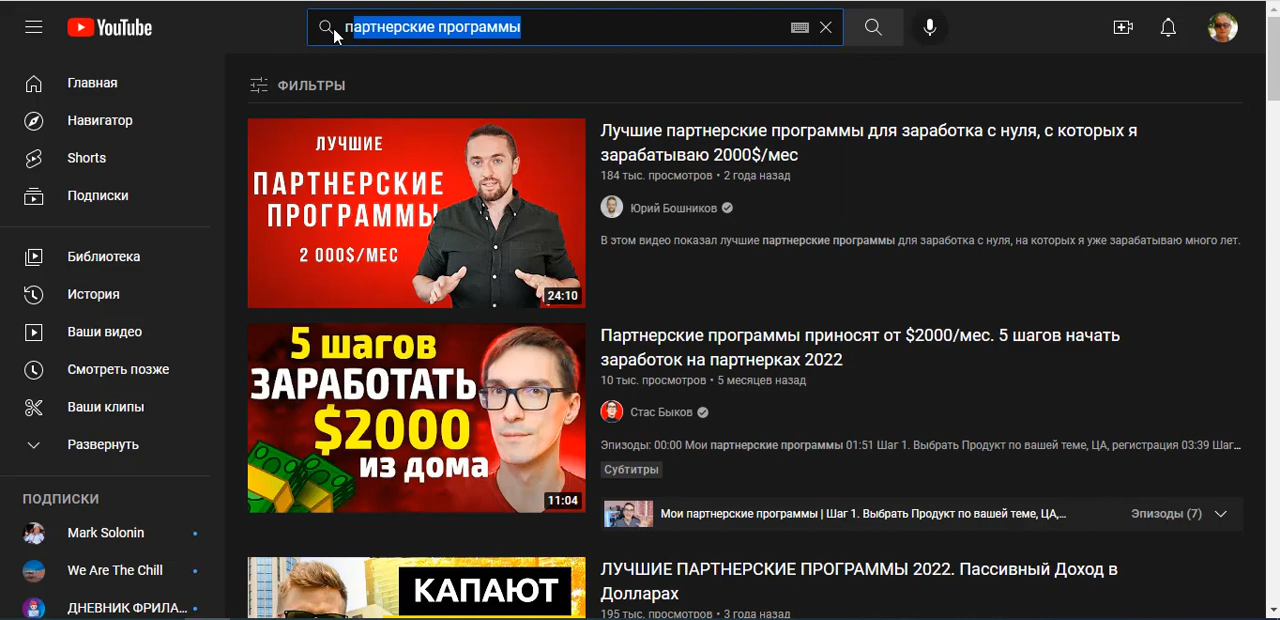 YouTube
партнерские программы
Главная
Навигатор
Shorts
Подписки
Библиотека
История
Ваши видео
Смотреть позже
Ваши клипы
Развернуть
ПОДПИСКИ
Mark Solonin
We Are The Chill
ДНЕВНИК ФРИЛА...
ФИЛЬТРЫ
ЛУЧШИЕ
ПАРТНЕРСКИЕ
ПРОГРАММЫ
2 000$/МЕС
24:10
Лучшие партнерские программы для заработка с нуля, с которых я
зарабатываю 2000$/мес
184 тыс. просмотров • 2 года назад
Юрий Бошников
В этом видео показал лучшие партнерские программы для заработка с нуля, на которых я уже зарабатываю много лет.
5 шагов
ЗАРАБОТАТЬ
$2000
из дома
11:04
Партнерские программы приносят от $2000/мес. 5 шагов начать
заработок на партнерках 2022
10 тыс. просмотров • 5 месяцев назад
Стас Быков
Эпизоды: 00:00 Мои партнерские программы 01:51 Шаг 1. Выбрать Продукт по вашей теме, ЦА, регистрация 03:39 Шаг...
Субтитры
Мои партнерские программы | Шаг 1. Выбрать Продукт по вашей теме, ЦА,...
Эпизоды (7)
КАПАЮТ
ЛУЧШИЕ ПАРТНЕРСКИЕ ПРОГРАММЫ 2022. Пассивный Доход в
Долларах
195 тыс. просмотров • 3 года назад